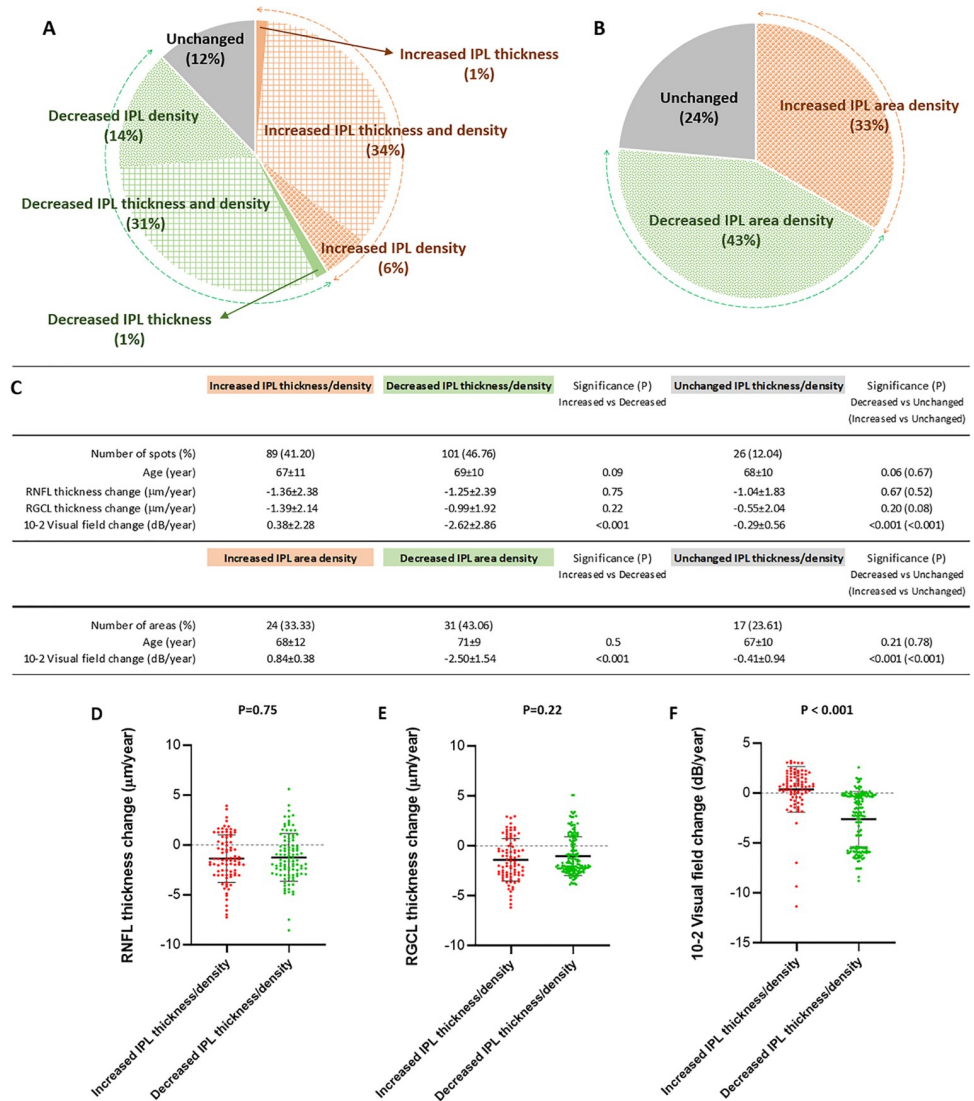 A
Unchanged
(12%)
Increased IPL thickness
(1%)
Decreased IPL density
(14%)
Increased IPL thickness and density
(34%)
Decreased IPL thickness and density
(31%)
Increased IPL density
(6%)
Decreased IPL thickness
(1%)
B
Unchanged
(24%)
Increased IPL area density
(33%)
Decreased IPL area density
(43%)
C
Increased IPL thickness/density Decreased IPL thickness/density Significance (P) Unchanged IPL thickness/density Significance (P)
Increased vs Decreased Decreased vs Unchanged
(Increased vs Unchanged)
Number of spots (%) 89 (41.20) 101 (46.76) 26 (12.04)
Age (year) 67±11 69±10 0.09 68±10 0.06 (0.67)
RNFL thickness change (μm/year) -1.36±2.38 -1.25±2.39 0.75 -1.04±1.83 0.67 (0.52)
RGCL thickness change (μm/year) -1.39±2.14 -0.99±1.92 0.22 -0.55±2.04 0.20 (0.08)
10-2 Visual field change (dB/year) 0.38±2.28 -2.62±2.86 <0.001 -0.29±0.56 <0.001 (<0.001)
Increased IPL area density Decreased IPL area density Significance (P) Unchanged IPL thickness/density Significance (P)
Increased vs Decreased Decreased vs Unchanged
(Increased vs Unchanged)
Number of areas (%) 24 (33.33) 31 (43.06) 17 (23.61)
Age (year) 68±12 71±9 0.5 67±10 0.21 (0.78)
10-2 Visual field change (dB/year) 0.84±0.38 -2.50±1.54 <0.001 -0.41±0.94 <0.001 (<0.001)
D
P=0.75
RNFL thickness change (μm/year)
10
5
0
-5
-10
Increased IPL thickness/density
Decreased IPL thickness/density
E
P=0.22
RGCL thickness change (μm/year)
10
5
0
-5
-10
Increased IPL thickness/density
Decreased IPL thickness/density
F
P < 0.001
10-2 Visual field change (dB/year)
5
0
-5
-10
-15
Increased IPL thickness/density
Decreased IPL thickness/density